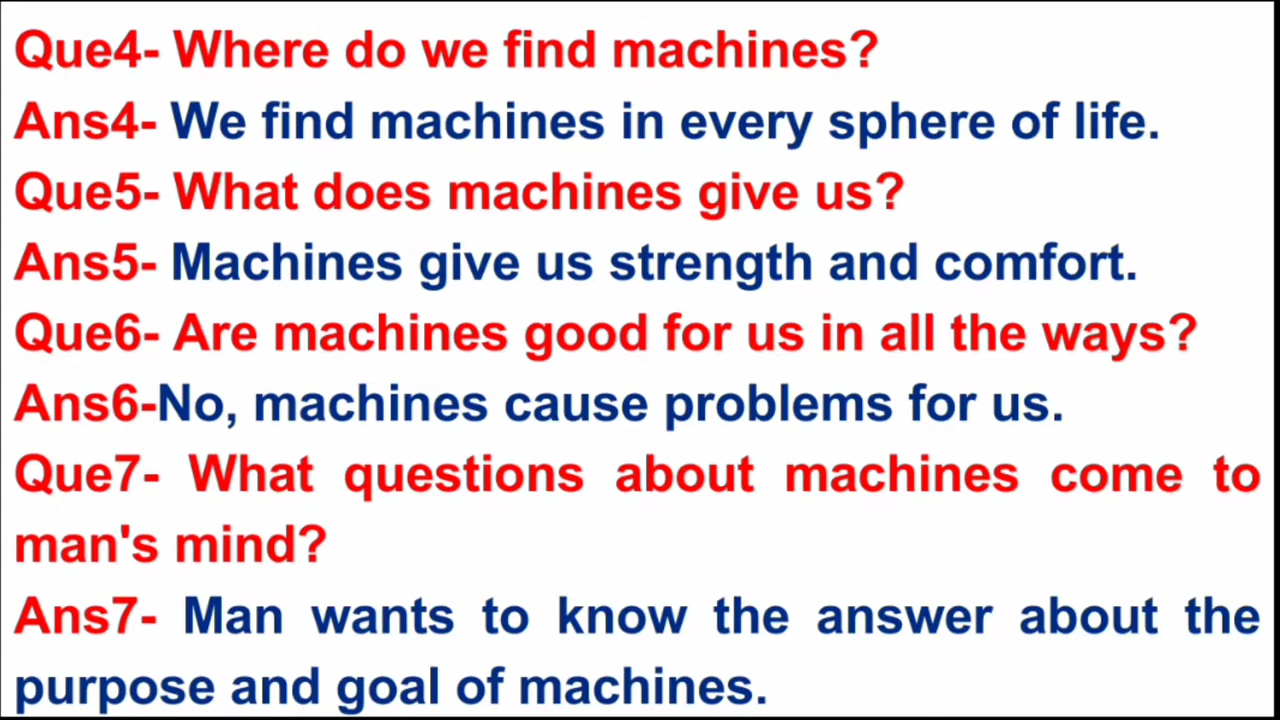 Que4- Where do we find machines?
Ans4- We find machines in every sphere of life.
Que5- What does machines give us?
Ans5- Machines give us strength and comfort.
Que6- Are machines good for us in all the ways?
Ans6-No, machines cause problems for us.
Que7- What questions about machines come to
man's mind?
Ans7- Man wants to know the answer about the
purpose and goal of machines.